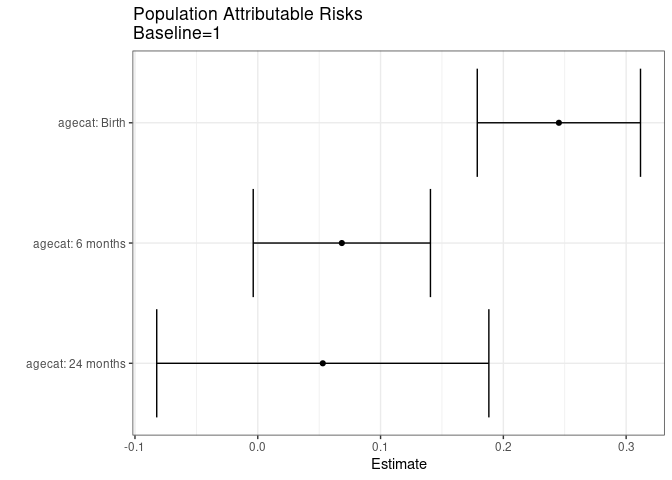 Population Attributable Risks
Baseline=1
agecat: Birth
agecat: 6 months
agecat: 24 months
-0.1 0.0 0.1 0.2 0.3
Estimate